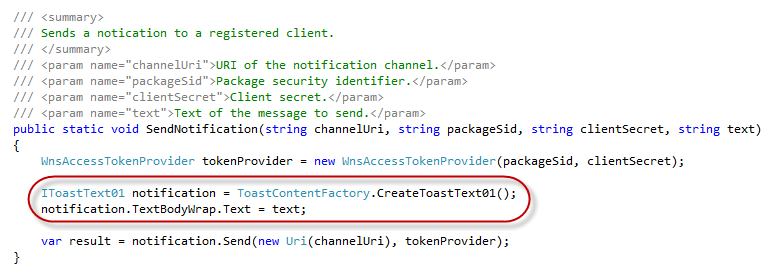 /// <summary>
/// Sends a notication to a registered client.
/// </summary>
/// <param name="channelUri">URI of the notification channel.</param>
/// <param name="packageSid">Package security identifier.</param>
/// <param name="clientSecret">Client secret.</param>
/// <param name="text">Text of the message to send.</param>
public static void SendNotification(string channelUri, string packageSid, string clientSecret, string text)
{
WnsAccessTokenProvider tokenProvider = new WnsAccessTokenProvider(packageSid, clientSecret);
IToastText01 notification = ToastContentFactory.CreateToastText01();
notification.TextBodyWrap.Text = text;
var result = notification.Send(new Uri(channelUri), tokenProvider);
}